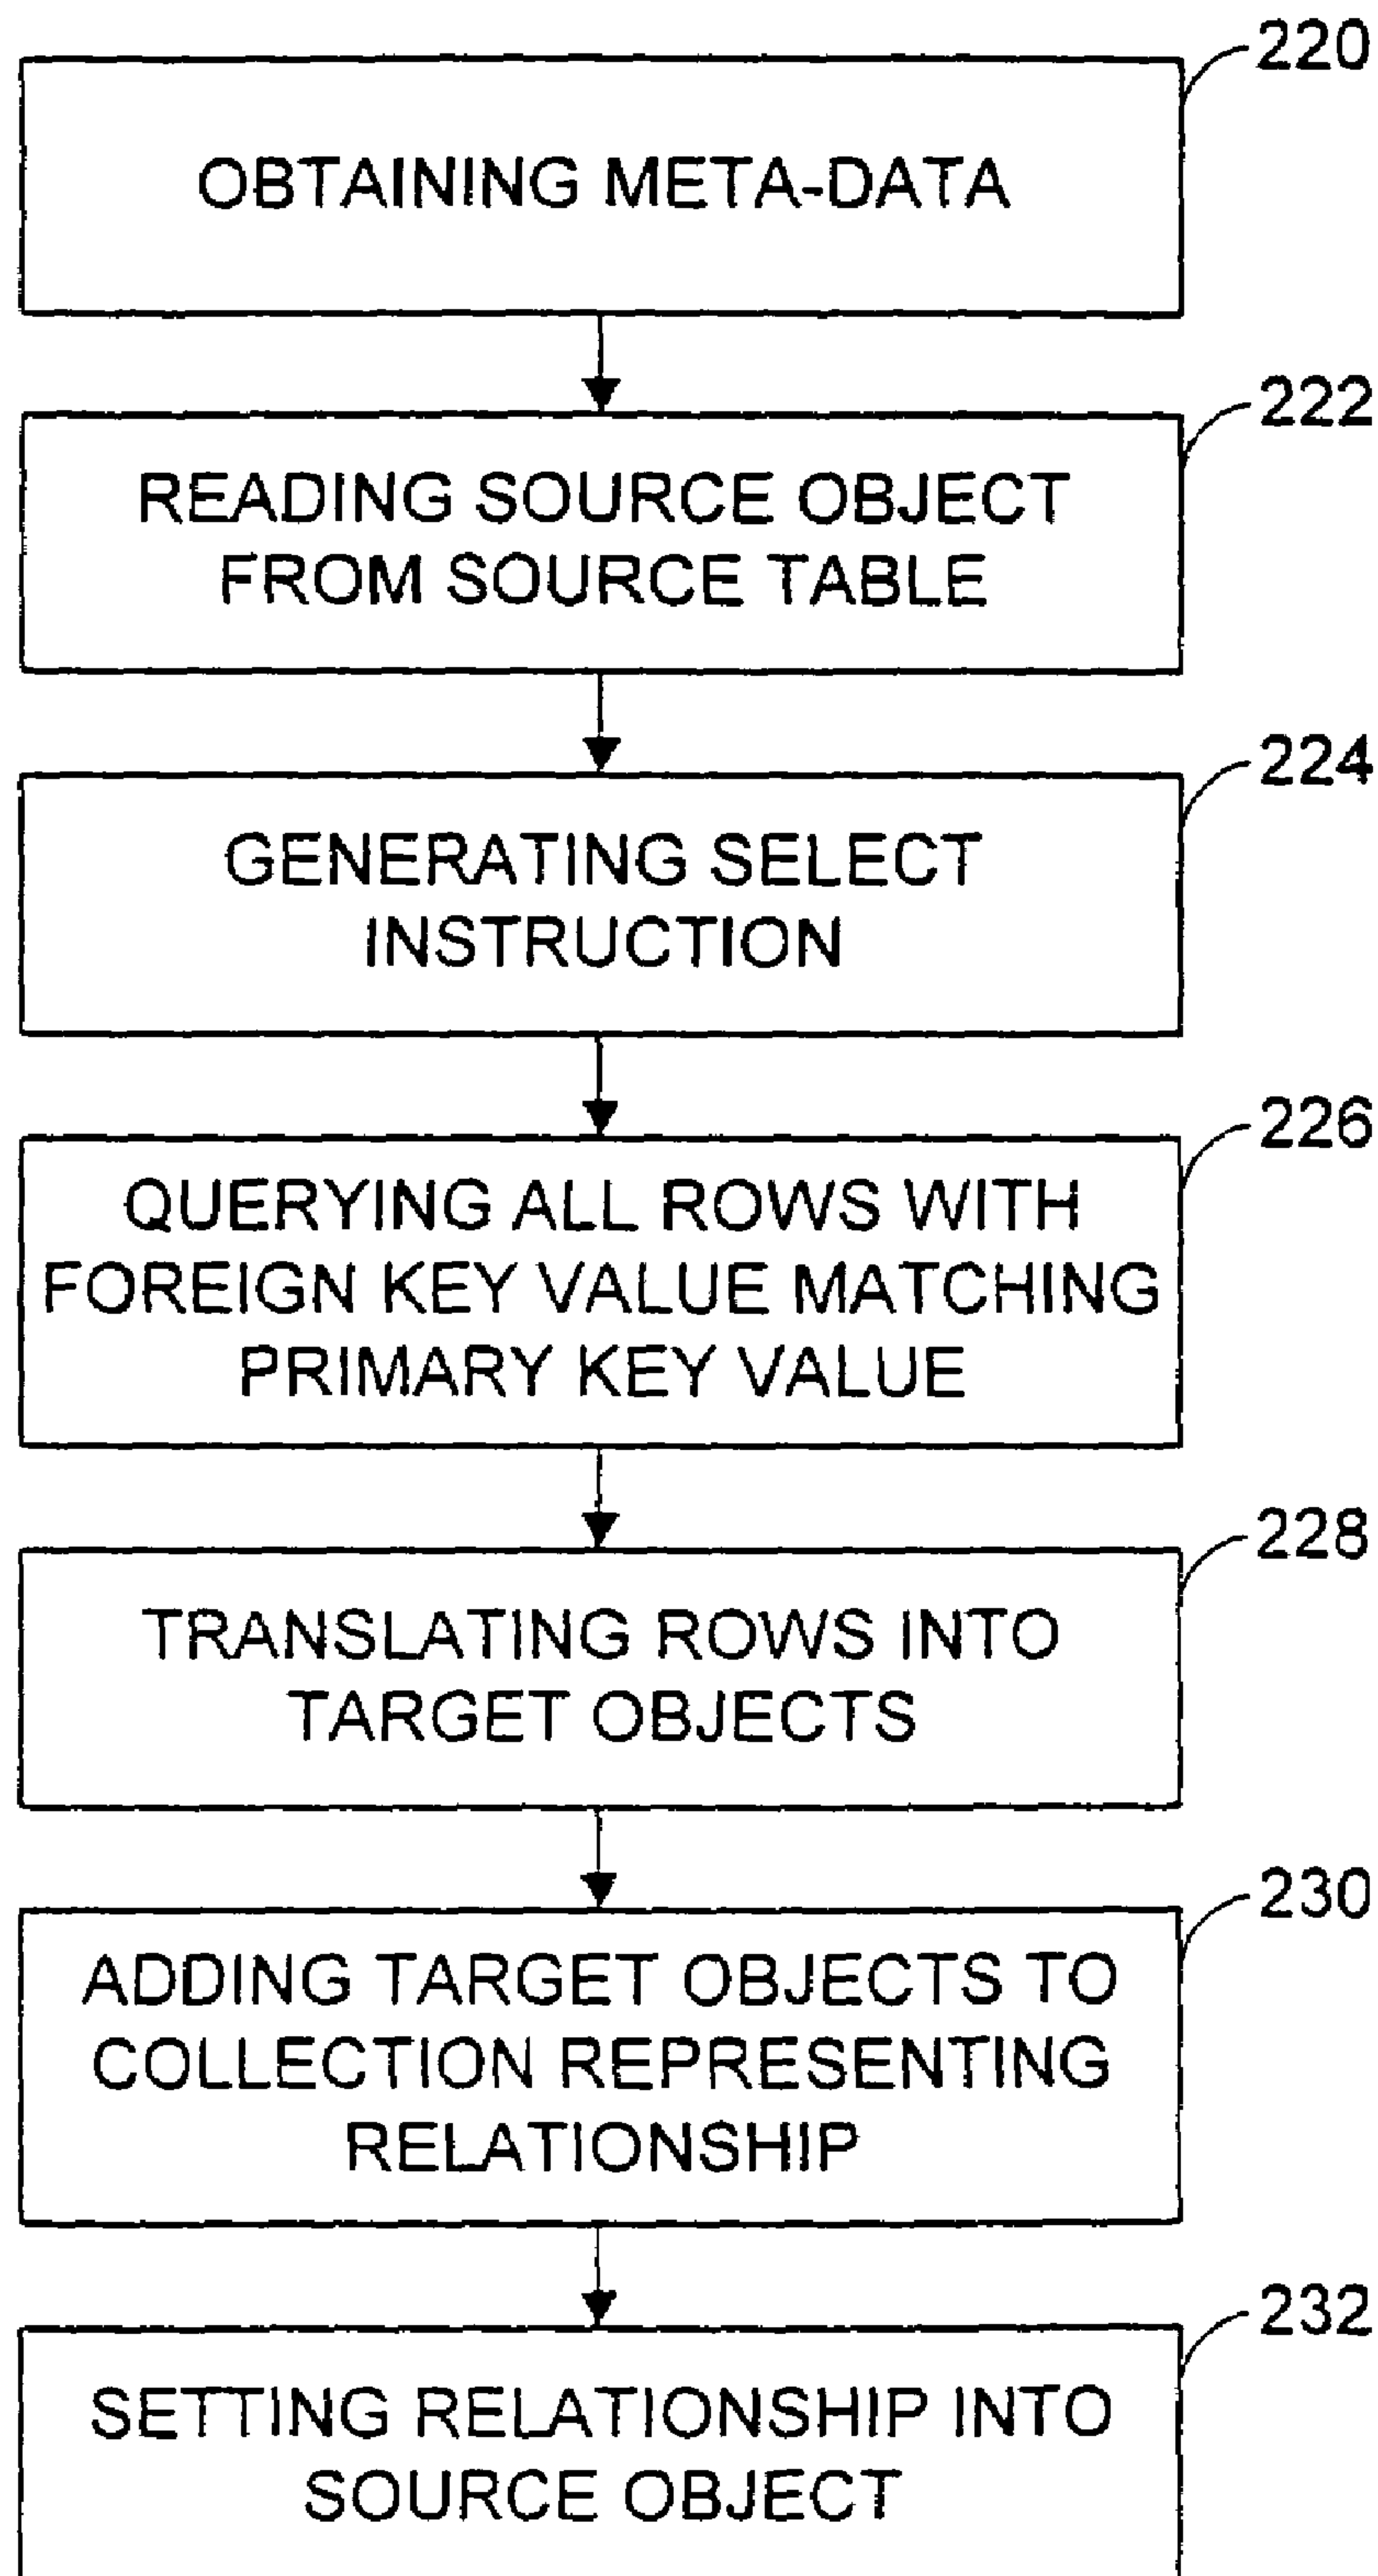 220
OBTAINING META-DATA
222
READING SOURCE OBJECT
FROM SOURCE TABLE
224
GENERATING SELECT
INSTRUCTION
226
QUERYING ALL ROWS WITH
FOREIGN KEY VALUE MATCHING
PRIMARY KEY VALUE
228
TRANSLATING ROWS INTO
TARGET OBJECTS
230
ADDING TARGET OBJECTS TO
COLLECTION REPRESENTING
RELATIONSHIP
232
SETTING RELATIONSHIP INTO
SOURCE OBJECT